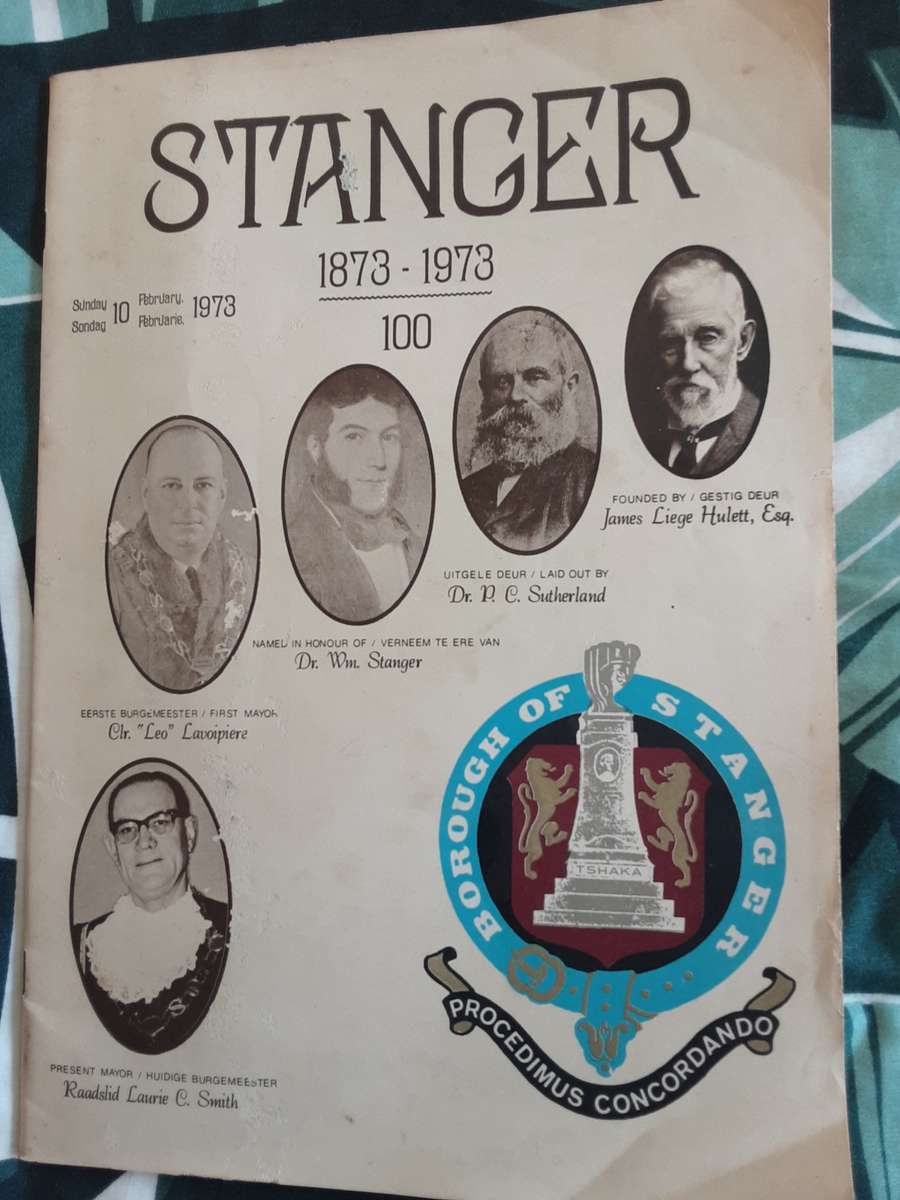 STANGER
1873 - 1973
100
Sunday 10 February. 1973
Sondag Februarie.
FOUNDED BY / GESTIG DEUR
James Liege Hulett, Esq.
UITGELE DEUR / LAID OUT BY
Dr. P. C. Sutherland
NAMED IN HONOUR OF / VERNEEM TE ERE VAN
Dr. Wm. Stanger
EERSTE BURGEMEESTER / FIRST MAYOR
Clr. "Leo" Lavoipiere
PRESENT MAYOR / HUIDIGE BURGEMEESTER
Raadslid Laurie C. Smith
BOROUGH OF STANGER
TSHAKA
PROCEDIMUS CONCORDANDO